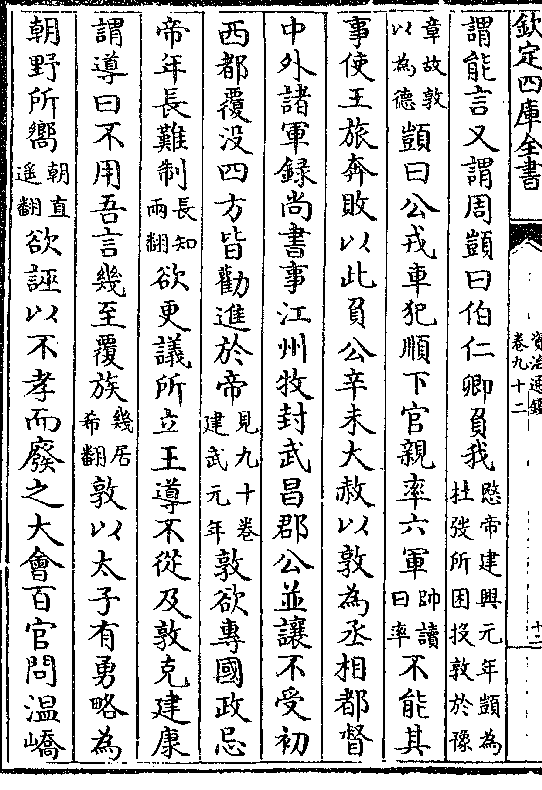 欽定四庫全書
資治通鑑
卷九十二
十二
謂能言又謂周顗曰伯仁卿負我愍帝建興元年顗為杜弢所困投敦於豫
章故敦以為德顗曰公戎車犯順下官親率六軍帥讀曰率不能其
事使王旅奔敗以此負公辛未大赦以敦為丞相都督
中外諸軍録尚書事江州牧封武昌郡公並讓不受初
西都覆没四方皆勸進於帝見九十卷建武元年敦欲專國政忌
帝年長難制長知兩翻欲更議所立王導不從及敦克建康
謂導曰不用吾言幾至覆族幾居希翻敦以太子有勇略為
朝野所嚮朝直遥翻欲誣以不孝而廢之大會百官問温嶠